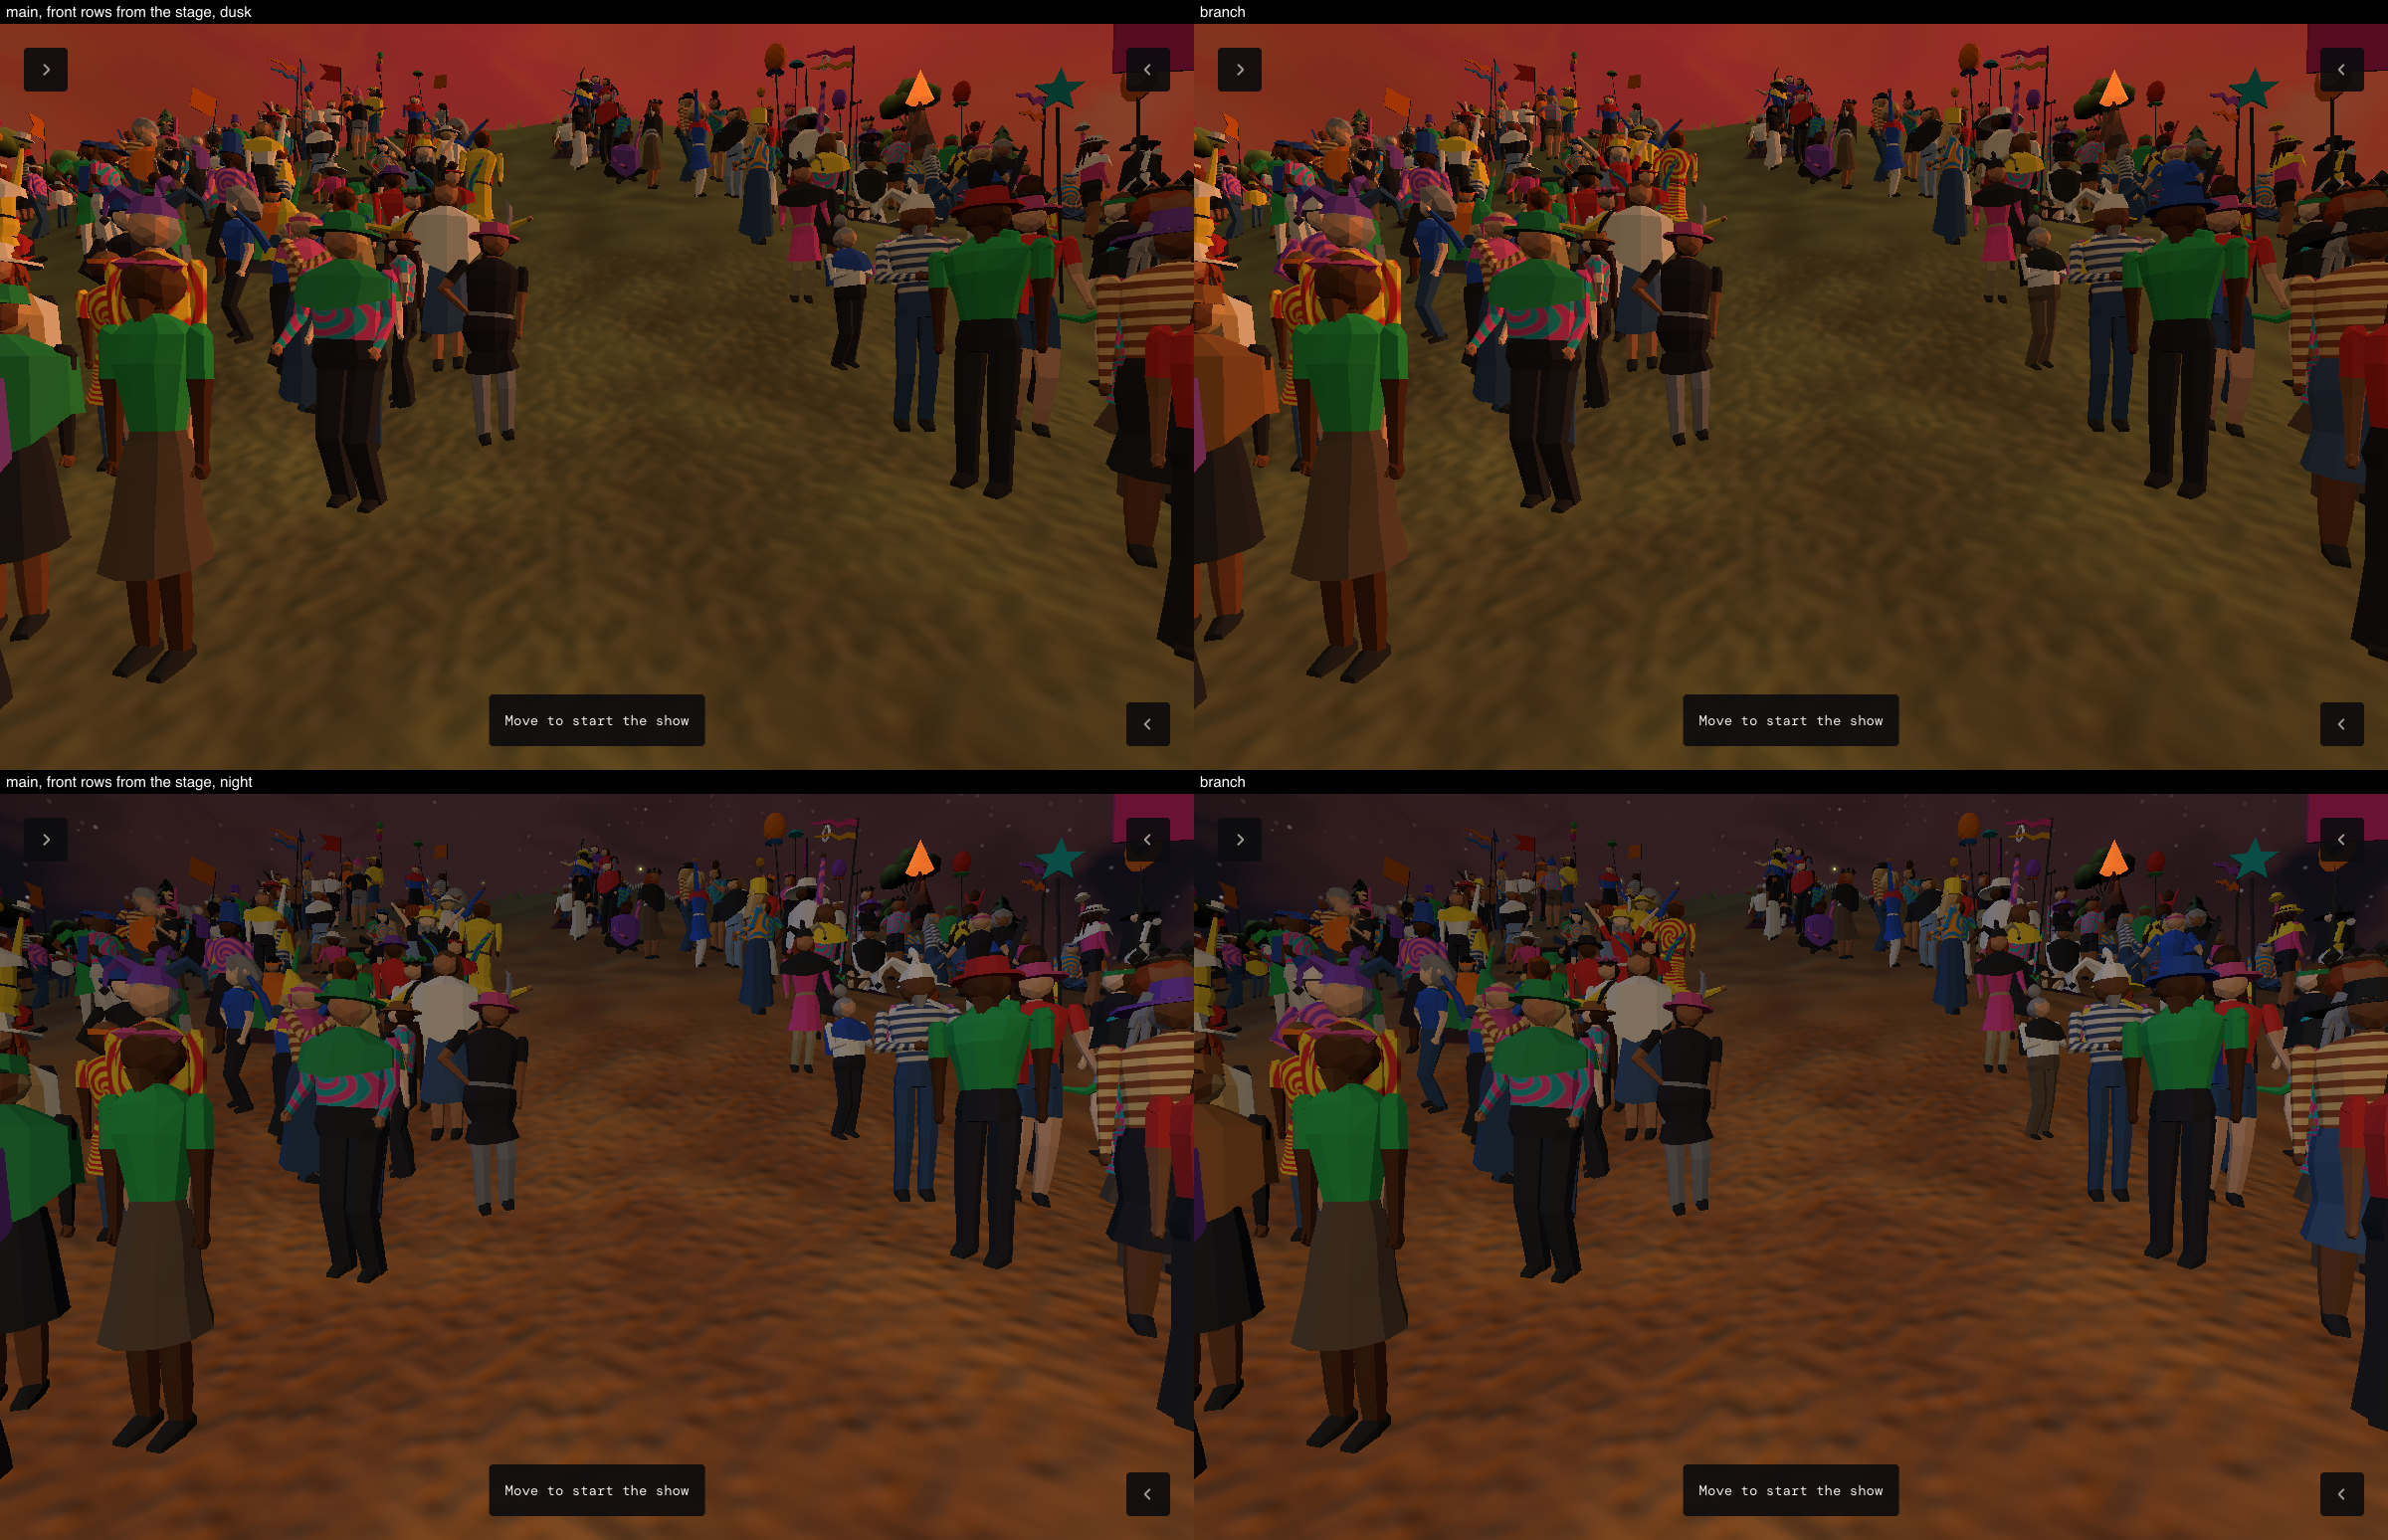 main, front rows from the stage, dusk
branch
Move to start the show
Move to start the show
main, front rows from the stage, night
branch
Move to start the show
Move to start the show